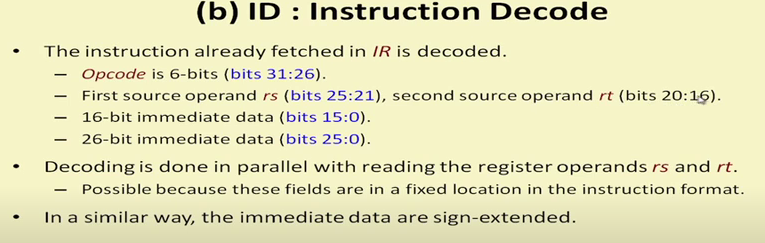 (b) ID : Instruction Decode
• The instruction already fetched in IR is decoded.
– Opcode is 6-bits (bits 31:26).
– First source operand rs (bits 25:21), second source operand rt (bits 20:16).
– 16-bit immediate data (bits 15:0).
– 26-bit immediate data (bits 25:0).
• Decoding is done in parallel with reading the register operands rs and rt.
– Possible because these fields are in a fixed location in the instruction format.
• In a similar way, the immediate data are sign-extended.